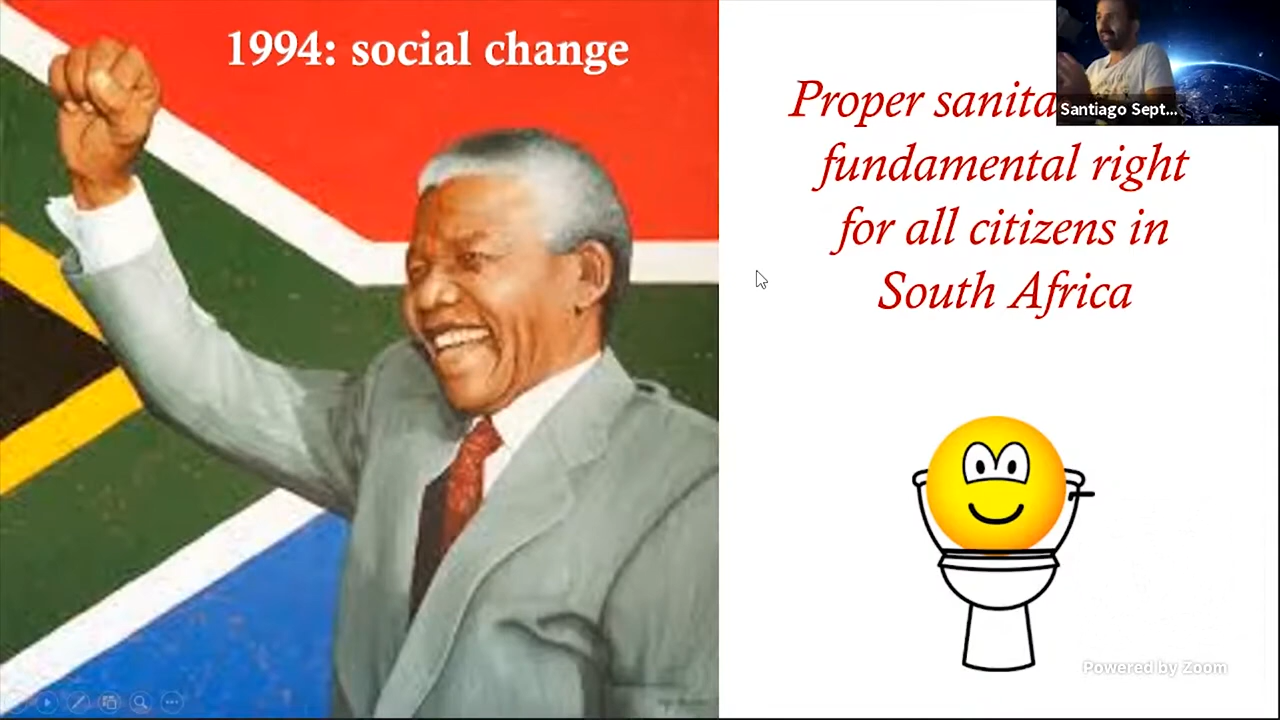 1994: social change
Santiago Sept...
Proper sanita
fundamental right
for all citizens in
South Africa
Powered by Zoom